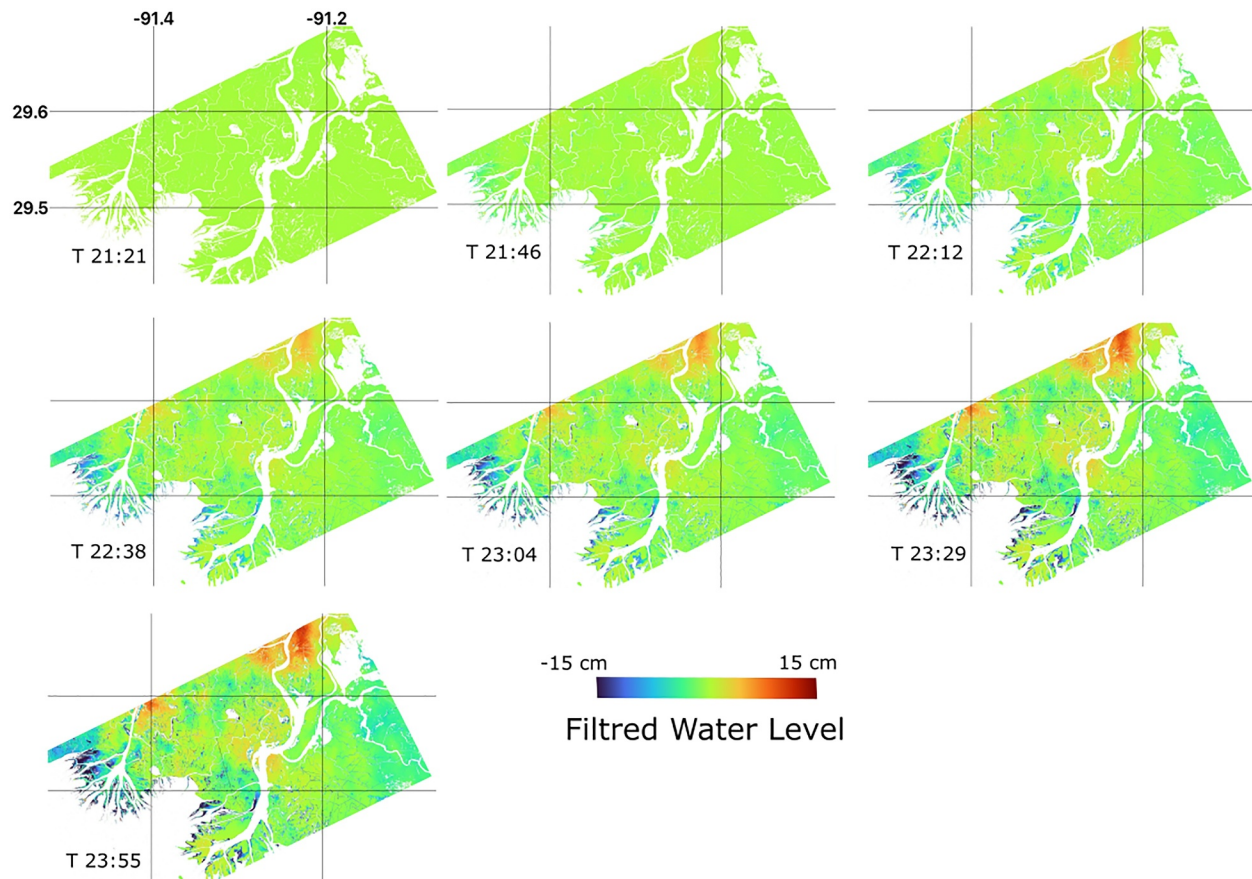 -91.4 -91.2
29.6
29.5
T 21:21
T 21:46
T 22:12
T 22:38
T 23:04
T 23:29
T 23:55
-15 cm 15 cm
Filtred Water Level